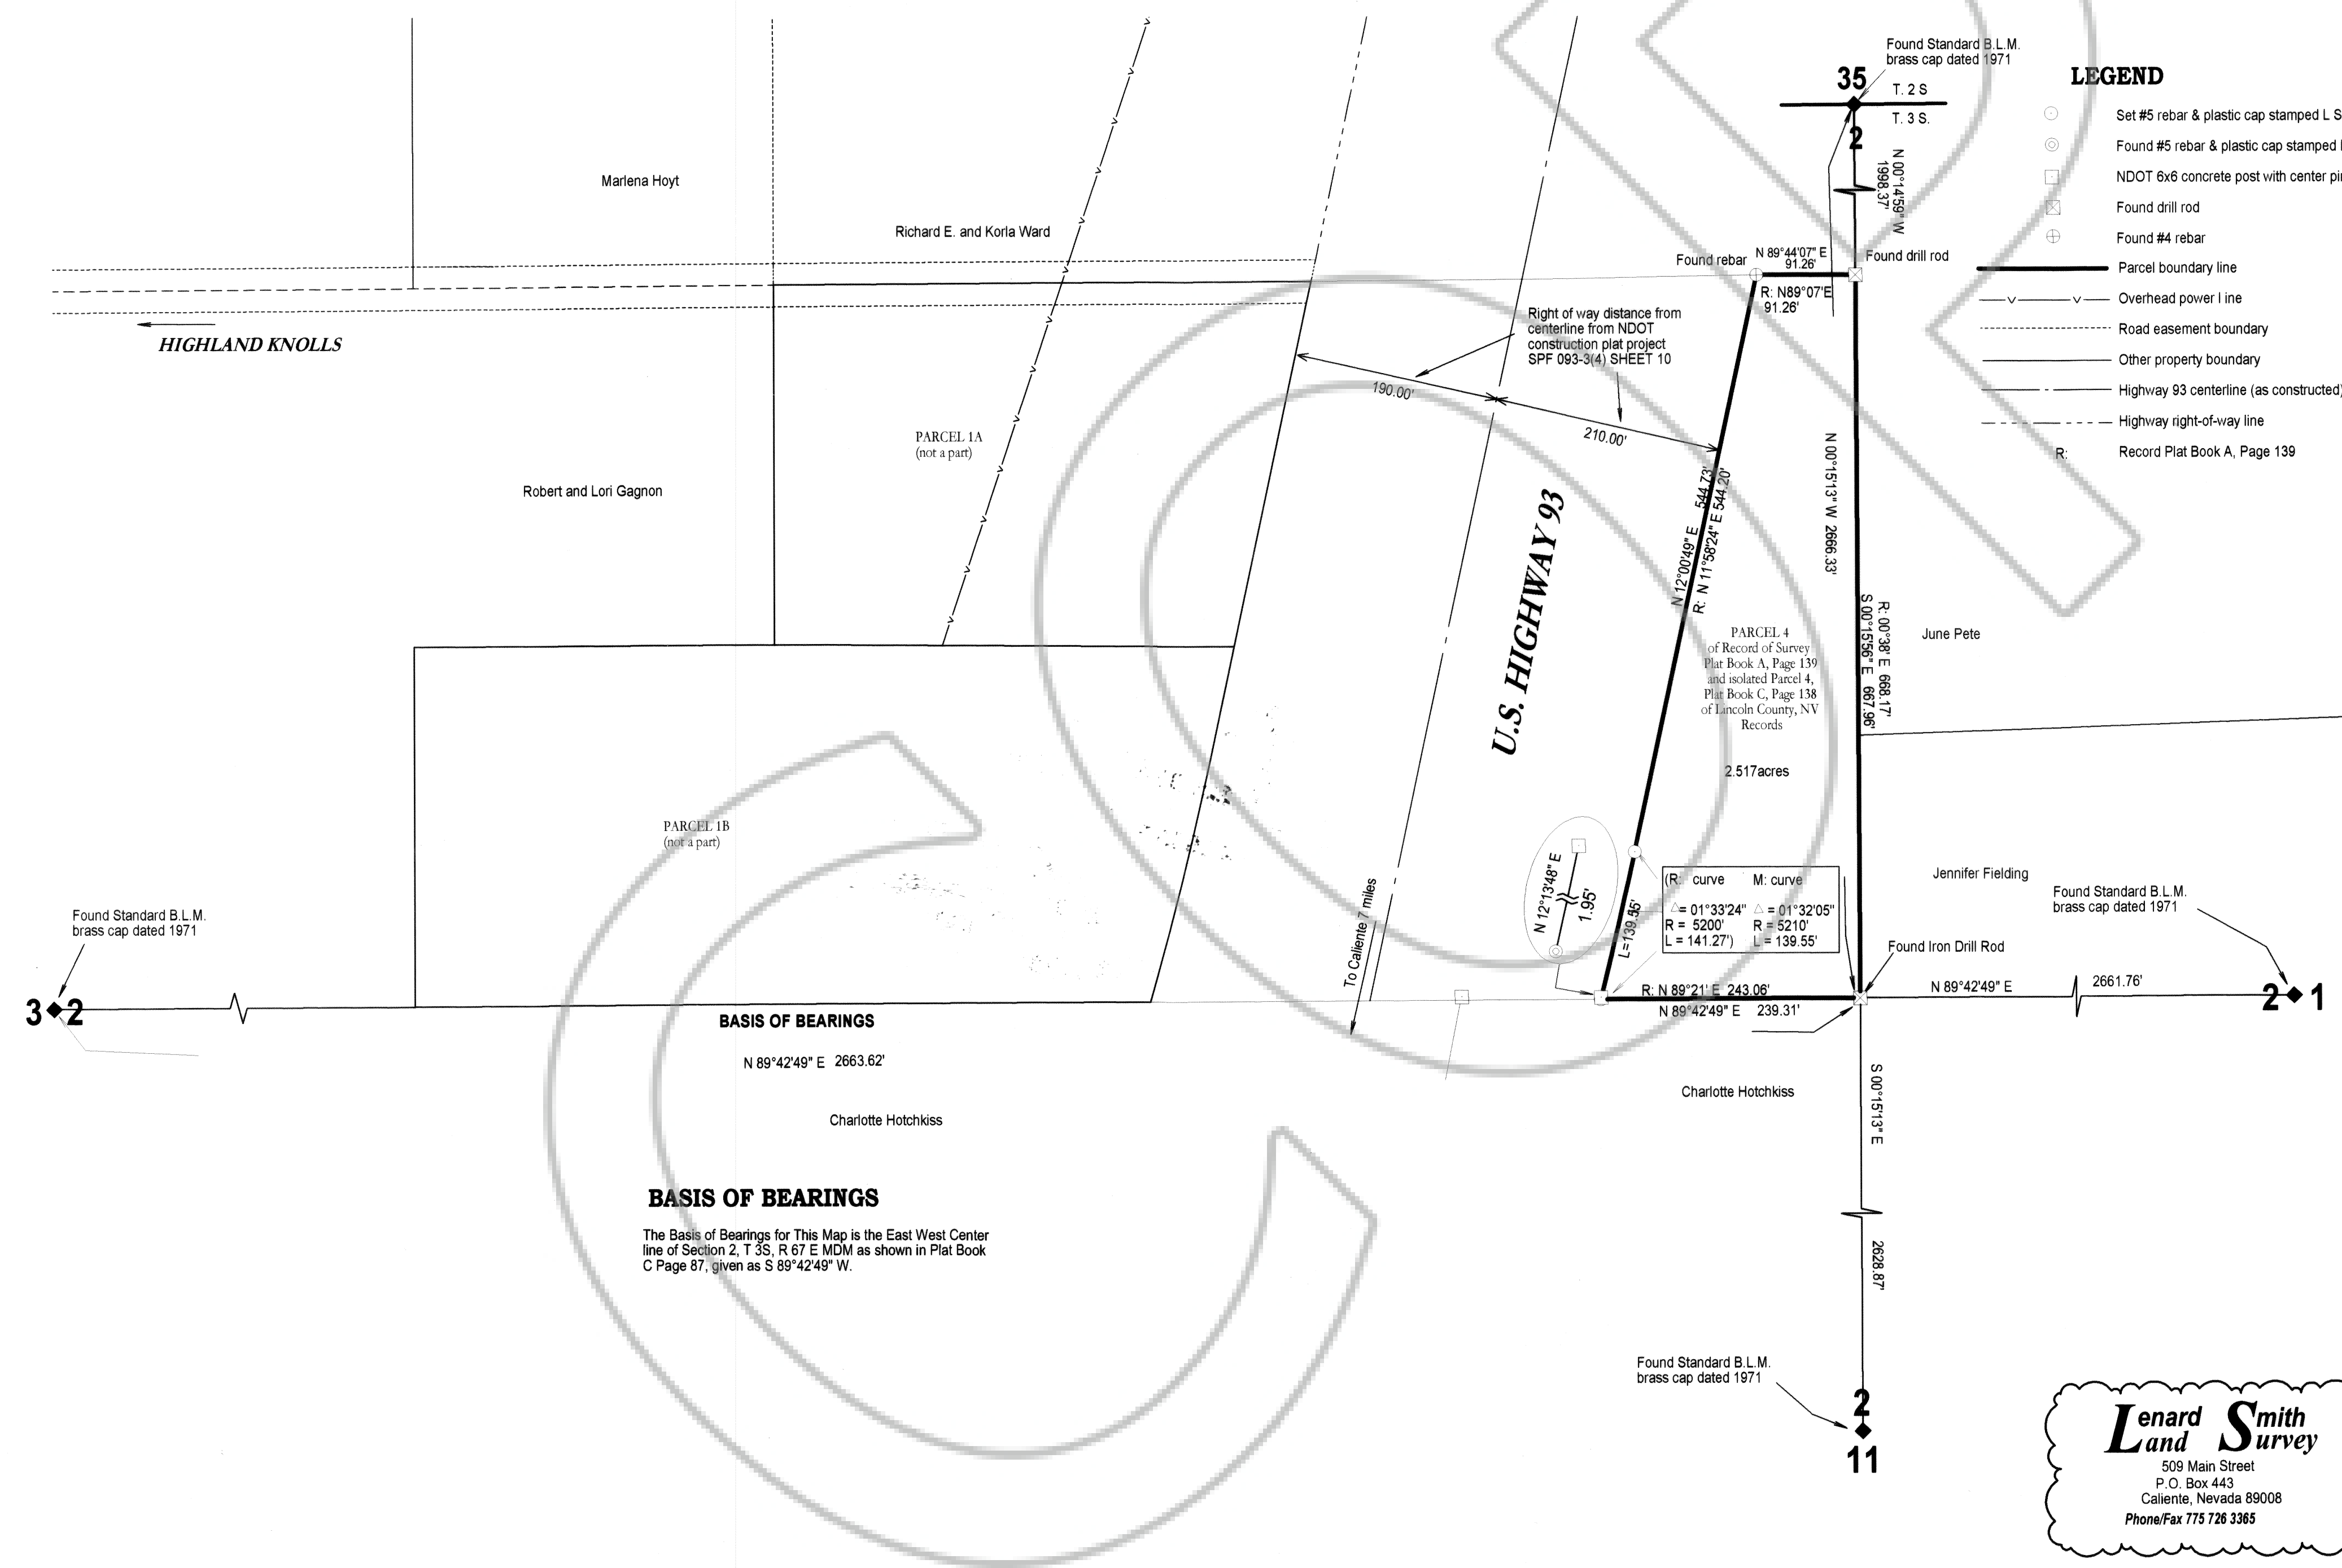 Found Standard B.L.M.
brass cap dated 1971
35
T. 2 S
T. 3 S.
2
N 00°14'59" W
1998.37'
LEGEND
Set #5 rebar & plastic cap stamped L S
Found #5 rebar & plastic cap stamped
NDOT 6x6 concrete post with center pi
Found drill rod
Found #4 rebar
Parcel boundary line
Overhead power line
Road easement boundary
Other property boundary
Highway 93 centerline (as constructed)
Highway right-of-way line
R: Record Plat Book A, Page 139
Marlena Hoyt
Richard E. and Korla Ward
HIGHLAND KNOLLS
Found rebar
N 89°44'07" E
91.26'
Found drill rod
R: N89°07'E
91.26'
Right of way distance from
centerline from NDOT
construction plat project
SPF 093-3(4) SHEET 10
190.00'
210.00'
PARCEL 1A
(not a part)
Robert and Lori Gagnon
U.S. HIGHWAY 93
N 12°00'49" E 544.73'
R: N 11°58'24" E 544.20'
N 00°15'13" W 2666.33'
R: 00°38' E 668.17'
S 00°15'56" E 667.96'
June Pete
PARCEL 4
of Record of Survey
Plat Book A, Page 139
and isolated Parcel 4,
Plat Book C, Page 138
of Lincoln County, NV
Records
2.517acres
PARCEL 1B
(not a part)
N 12°13'48" E
1.95'
L=139.55'
(R: curve M: curve
△= 01°33'24" △ = 01°32'05"
R = 5200' R = 5210'
L = 141.27') L = 139.55'
To Caliente 7 miles
Jennifer Fielding
Found Standard B.L.M.
brass cap dated 1971
Found Iron Drill Rod
Found Standard B.L.M.
brass cap dated 1971
3 2
R: N 89°21' E 243.06'
N 89°42'49" E 239.31'
N 89°42'49" E 2661.76'
2 1
BASIS OF BEARINGS
N 89°42'49" E 2663.62'
Charlotte Hotchkiss
Charlotte Hotchkiss
S 00°15'13" E
2628.87'
BASIS OF BEARINGS
The Basis of Bearings for This Map is the East West Center
line of Section 2, T 3S, R 67 E MDM as shown in Plat Book
C Page 87, given as S 89°42'49" W.
Found Standard B.L.M.
brass cap dated 1971
2
11
Lenard Smith
Land Survey
509 Main Street
P.O. Box 443
Caliente, Nevada 89008
Phone/Fax 775 726 3365